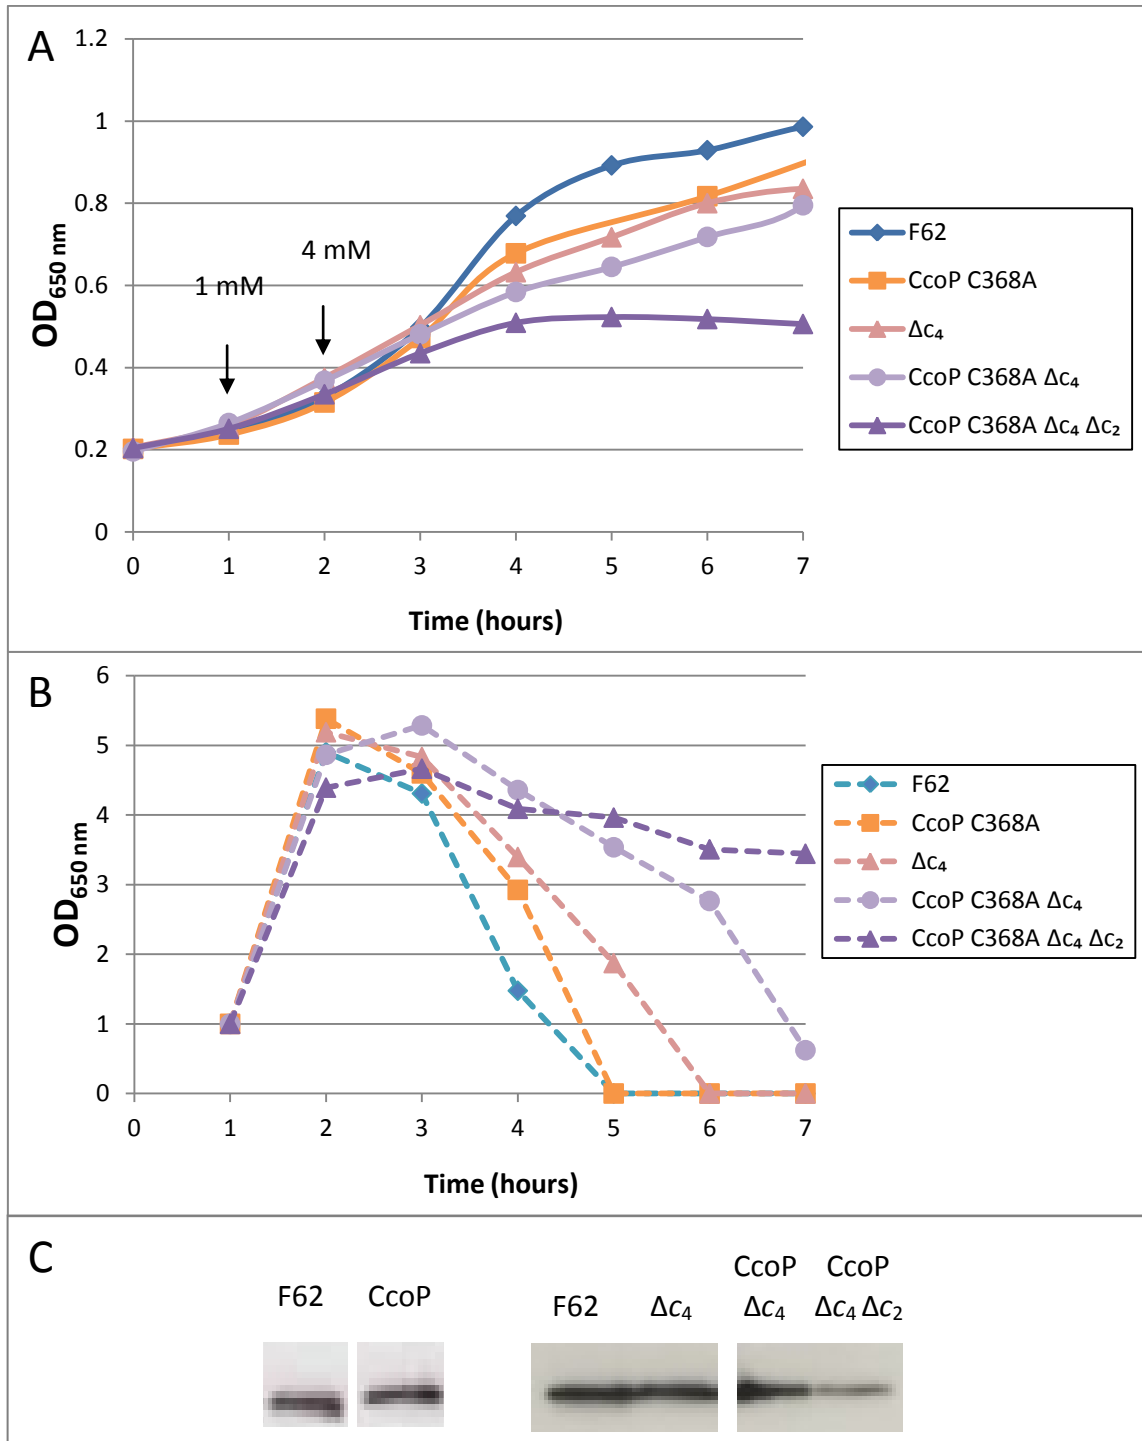 A
1.2
1
0.8
0.6
0.4
0.2
0
OD650 nm
1 mM
4 mM
0 1 2 3 4 5 6 7
Time (hours)
F62
CcoP C368A
Δc₄
CcoP C368A Δc₄
CcoP C368A Δc₄ Δc₂
B
6
5
4
3
2
1
0
OD650 nm
0 1 2 3 4 5 6 7
Time (hours)
F62
CcoP C368A
Δc₄
CcoP C368A Δc₄
CcoP C368A Δc₄ Δc₂
C
F62 CcoP
F62 Δc₄
CcoP
Δc₄
CcoP
Δc₄ Δc₂